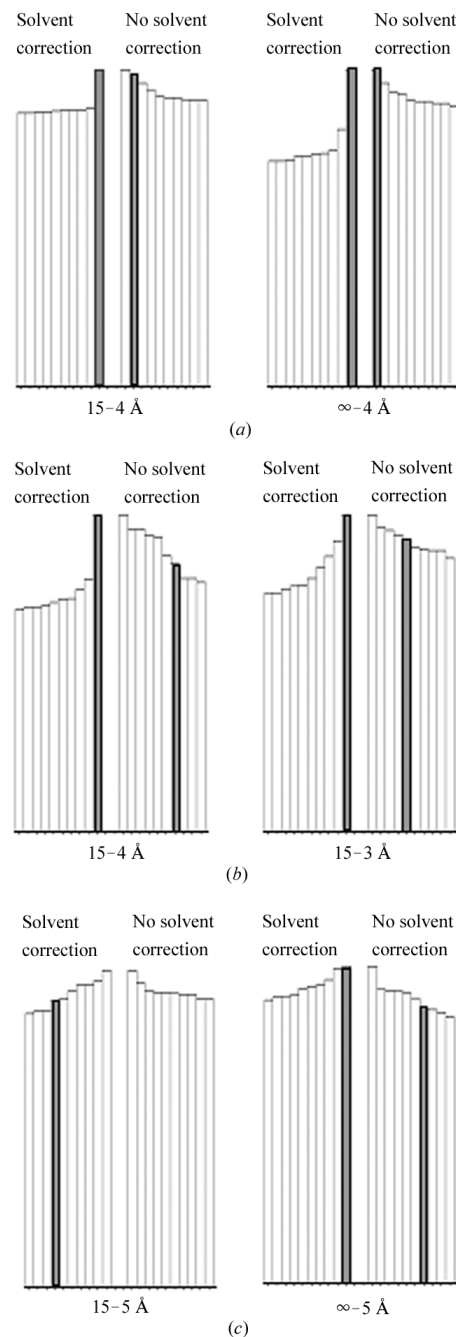 Solvent correction
No solvent correction
Solvent correction
No solvent correction
15–4 Å
∞–4 Å
(a)
Solvent correction
No solvent correction
Solvent correction
No solvent correction
15–4 Å
15–3 Å
(b)
Solvent correction
No solvent correction
Solvent correction
No solvent correction
15–5 Å
∞–5 Å
(c)